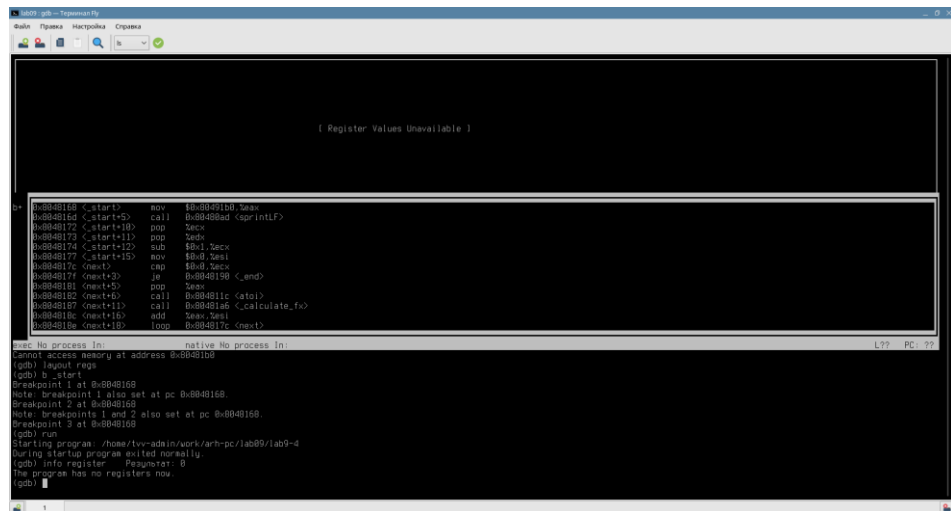 lab09 : gdb — Терминал Fly
Файл Правка Настройка Справка
ls
[ Register Values Unavailable ]
b+ 0x8048168 <_start> mov $0x80491b0,%eax
0x804816d <_start+5> call 0x80480ad <sprintLF>
0x8048172 <_start+10> pop %ecx
0x8048173 <_start+11> pop %edx
0x8048174 <_start+12> sub $0x1,%ecx
0x8048177 <_start+15> mov $0x0,%esi
0x804817c <next> cmp $0x0,%ecx
0x804817f <next+3> je 0x8048190 <_end>
0x8048181 <next+5> pop %eax
0x8048182 <next+6> call 0x804811c <atoi>
0x8048187 <next+11> call 0x80481a6 <_calculate_fx>
0x804818c <next+16> add %eax,%esi
0x804818e <next+18> loop 0x804817c <next>
exec No process In: native No process In: L?? PC: ??
Cannot access memory at address 0x80481b0
(gdb) layout regs
(gdb) b _start
Breakpoint 1 at 0x8048168
Note: breakpoint 1 also set at pc 0x8048168.
Breakpoint 2 at 0x8048168
Note: breakpoints 1 and 2 also set at pc 0x8048168.
Breakpoint 3 at 0x8048168
(gdb) run
Starting program: /home/tvv-admin/work/arh-pc/lab09/lab9-4
During startup program exited normally.
(gdb) info register Результат: 0
The program has no registers now.
(gdb)
1